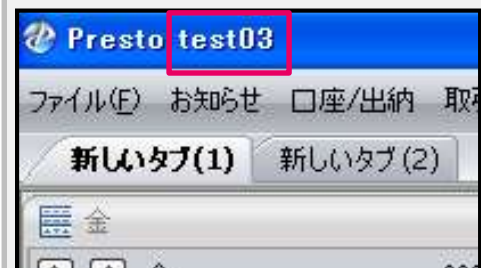 Presto test03
ファイル(F) お知らせ 口座/出納
新しいタブ(1) 新しいタブ(2)
金